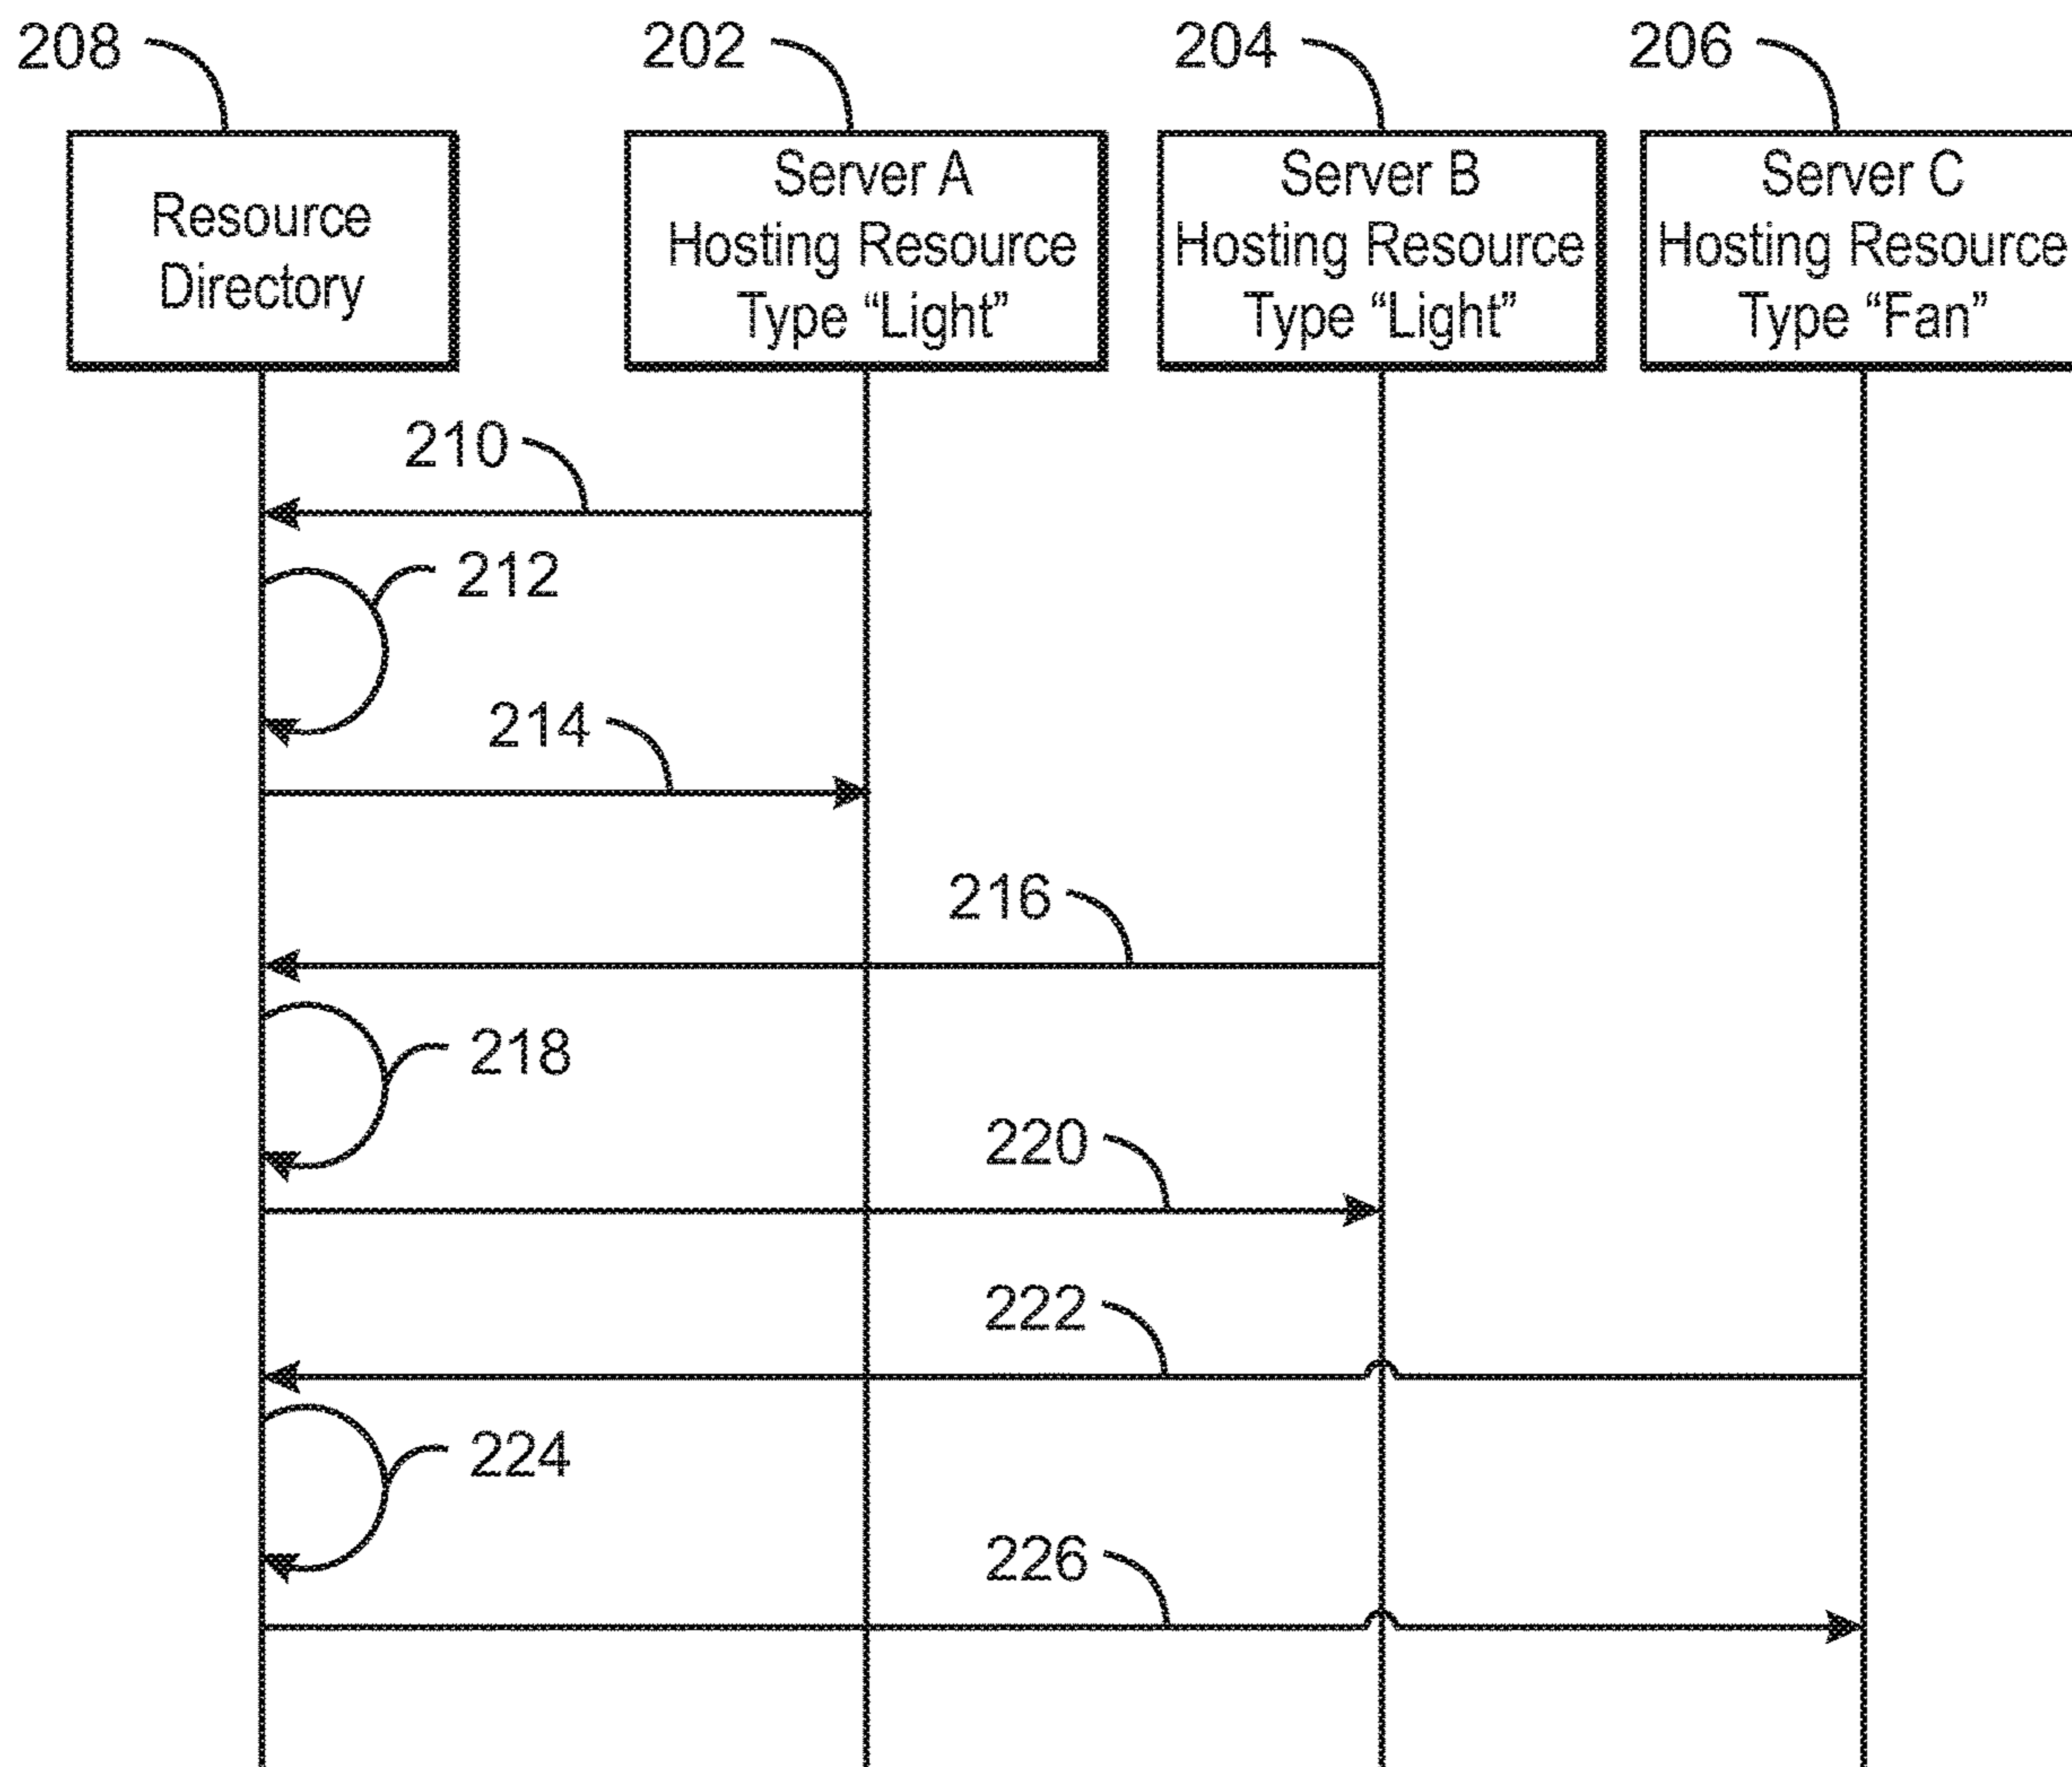 208
202
204
206
Resource
Directory
Server A
Hosting Resource
Type “Light”
Server B
Hosting Resource
Type “Light”
Server C
Hosting Resource
Type “Fan”
210
212
214
216
218
220
222
224
226